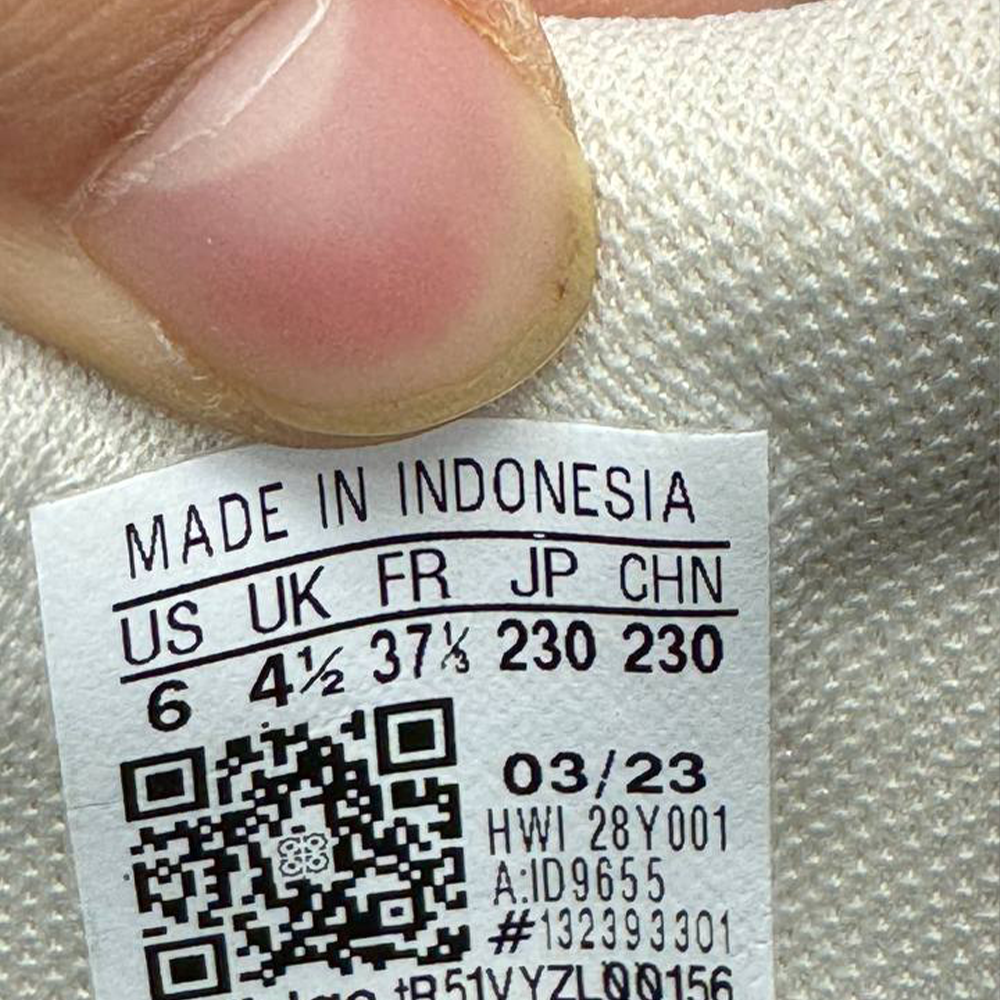 MADE IN INDONESIA
US UK FR JP CHN
6 4½ 37⅓ 230 230
03/23
HWI 28Y001
A:ID9655
#132393301
tR51VYZL00156